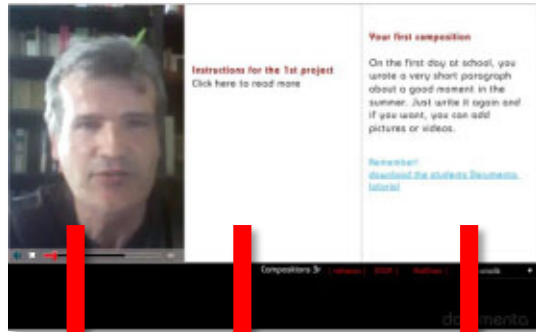 Instructions for the 1st project
Click here to read more
Your first composition
On the first day at school, you
wrote a very short paragraph
about a good moment in the
summer. Just write it again and
if you want, you can add
pictures or videos.
Remember!
download the students Documenta
tutorial
Compositions 3r